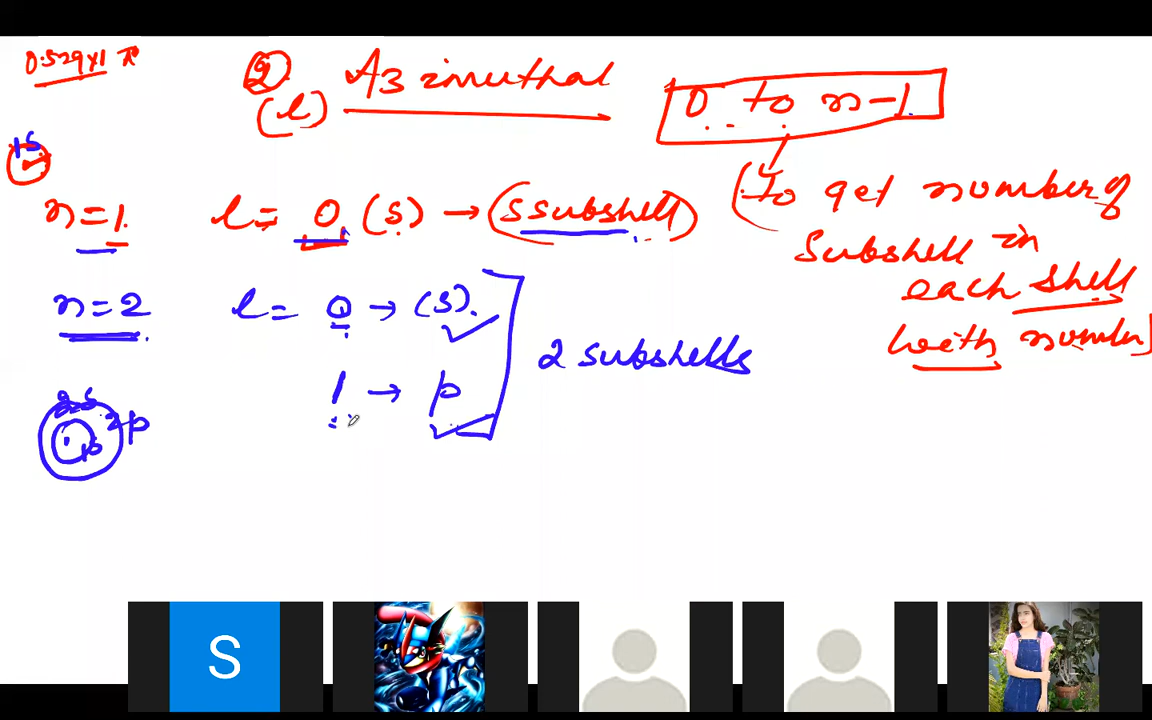 0.529×1 A°
② Azimuthal
(l)
0 to n-1
1s
n=1 l= 0 (s) → (s subshell)
(to get number of
subshell in
each shell
with number)
n=2 l= 0 → (s).
1 → p
2 subshells
2s
2p
1s
S